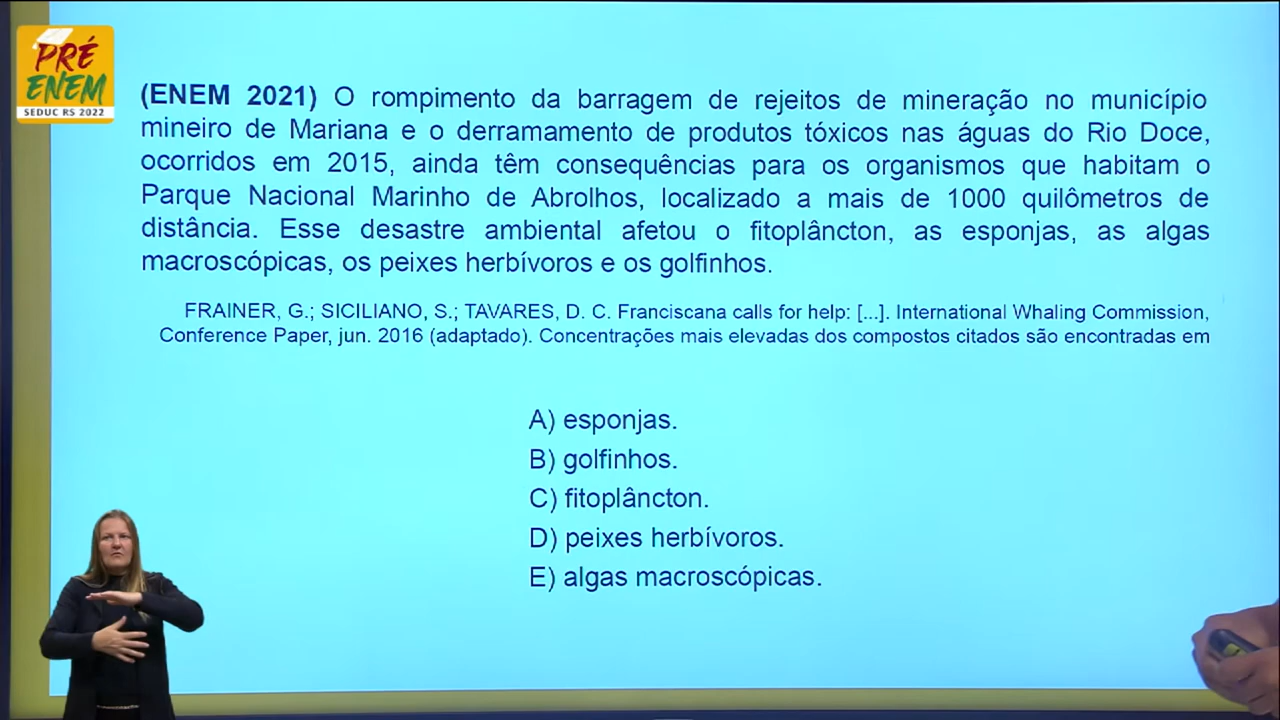 PRÉ
ENEM
SEDUC RS 2022
(ENEM 2021) O rompimento da barragem de rejeitos de mineração no município
mineiro de Mariana e o derramamento de produtos tóxicos nas águas do Rio Doce,
ocorridos em 2015, ainda têm consequências para os organismos que habitam o
Parque Nacional Marinho de Abrolhos, localizado a mais de 1000 quilômetros de
distância. Esse desastre ambiental afetou o fitoplâncton, as esponjas, as algas
macroscópicas, os peixes herbívoros e os golfinhos.
FRAINER, G.; SICILIANO, S.; TAVARES, D. C. Franciscana calls for help: [...]. International Whaling Commission,
Conference Paper, jun. 2016 (adaptado). Concentrações mais elevadas dos compostos citados são encontradas em
A) esponjas.
B) golfinhos.
C) fitoplâncton.
D) peixes herbívoros.
E) algas macroscópicas.